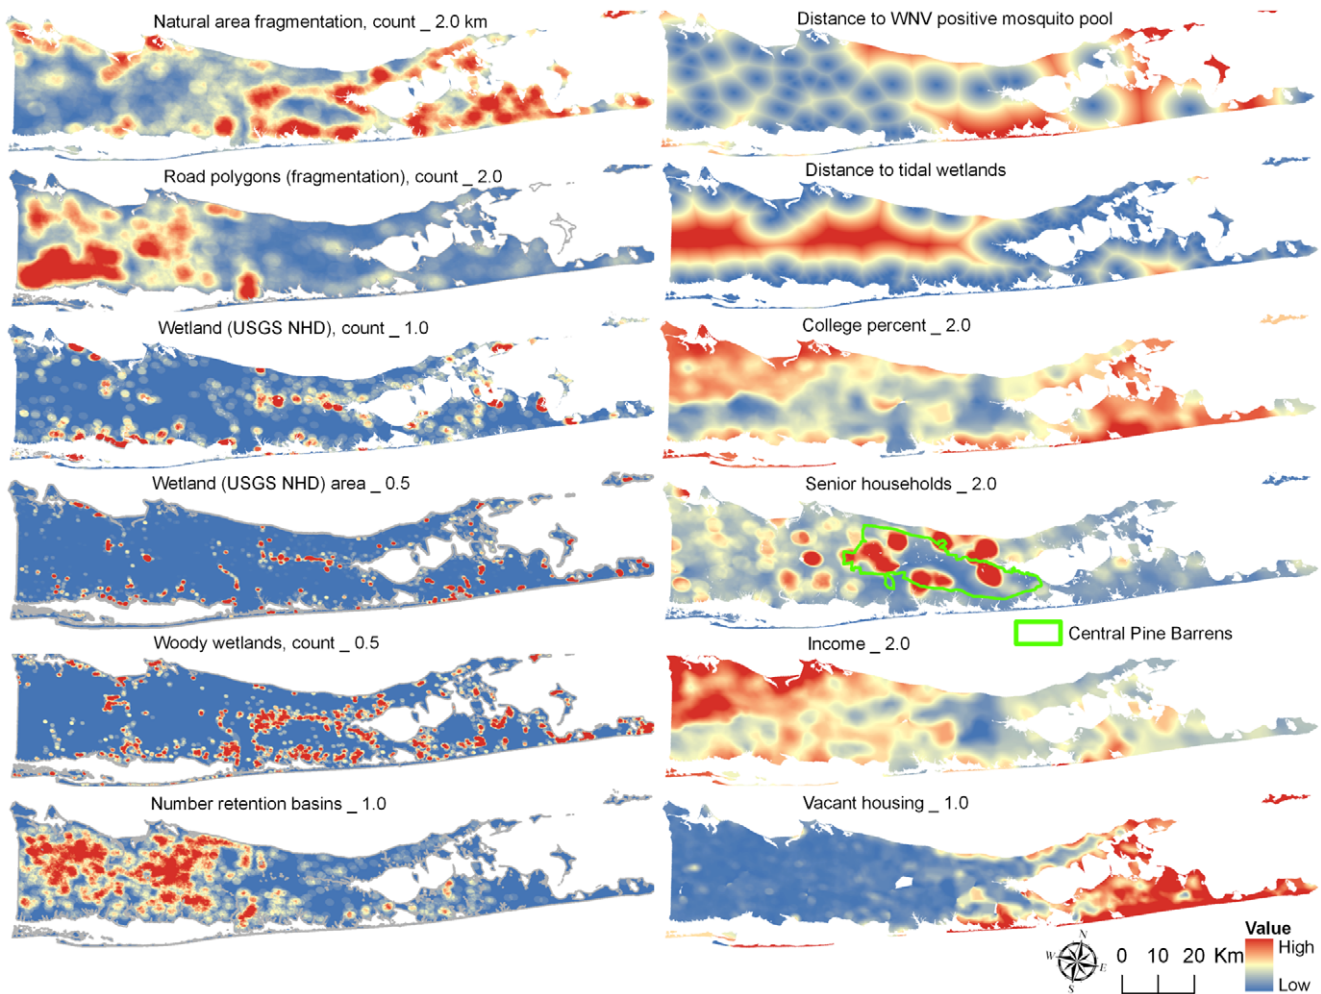 Natural area fragmentation, count _ 2.0 km
Distance to WNV positive mosquito pool
Road polygons (fragmentation), count _ 2.0
Distance to tidal wetlands
Wetland (USGS NHD), count _ 1.0
College percent _ 2.0
Wetland (USGS NHD) area _ 0.5
Senior households _ 2.0
Central Pine Barrens
Woody wetlands, count _ 0.5
Income _ 2.0
Number retention basins _ 1.0
Vacant housing _ 1.0
N
W
E
S
0 10 20 Km
Value
High
Low